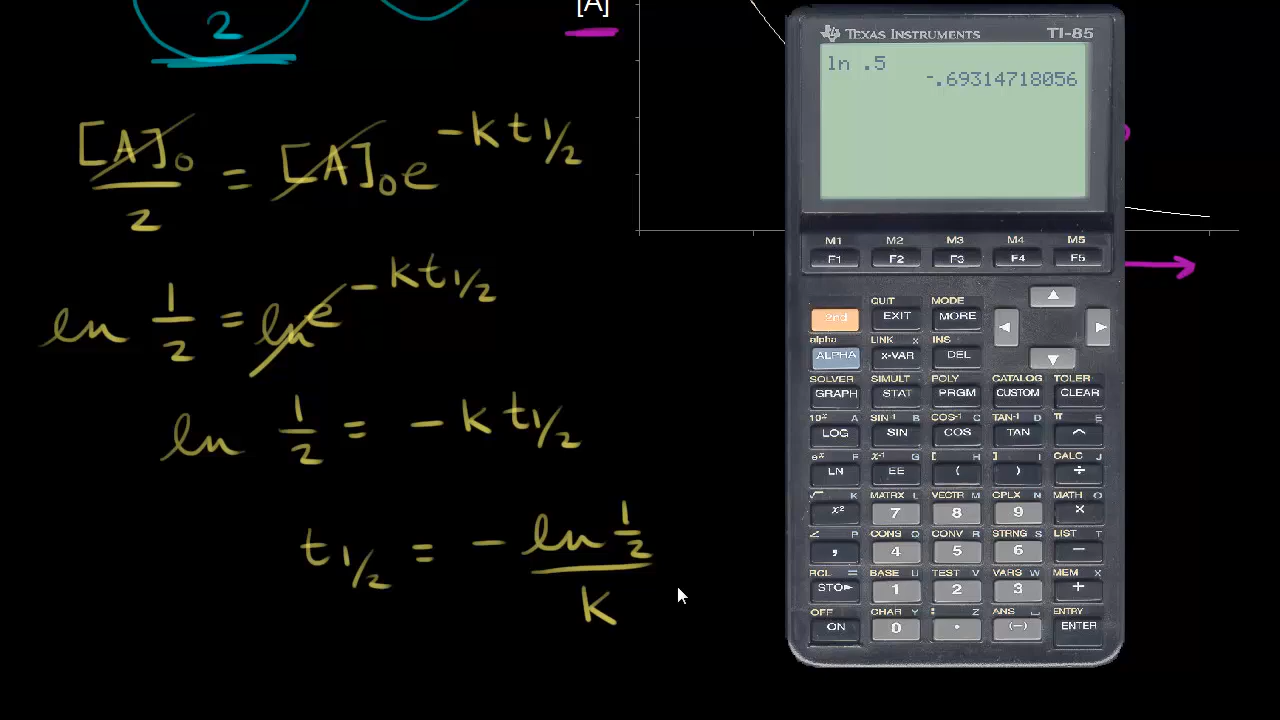 2
[A]
[A]₀/2 = [A]₀e^(-kt1/2)
ln 1/2 = ln e^(-kt1/2)
ln 1/2 = -kt1/2
t1/2 = -ln 1/2 / k
TEXAS INSTRUMENTS TI-85
ln .5
-.69314718056
M1 M2 M3 M4 M5
F1 F2 F3 F4 F5
QUIT MODE
2nd EXIT MORE
alpha LINK x INS
ALPHA x-VAR DEL
SOLVER SIMULT POLY CATALOG TOLER
GRAPH STAT PRGM CUSTOM CLEAR
10ˣ A SIN⁻¹ B COS⁻¹ C TAN⁻¹ D π E
LOG SIN COS TAN ^
eˣ F x⁻¹ G [ H ] I CALC J
LN EE ( ) ÷
√ K MATRX L VECTR M CPLX N MATH O
x² 7 8 9 ×
∠ P CONS Q CONV R STRNG S LIST T
, 4 5 6 −
RCL = BASE U TEST V VARS W MEM X
STO▸ 1 2 3 +
OFF CHAR Y : Z ANS ENTRY
ON 0 . (−) ENTER